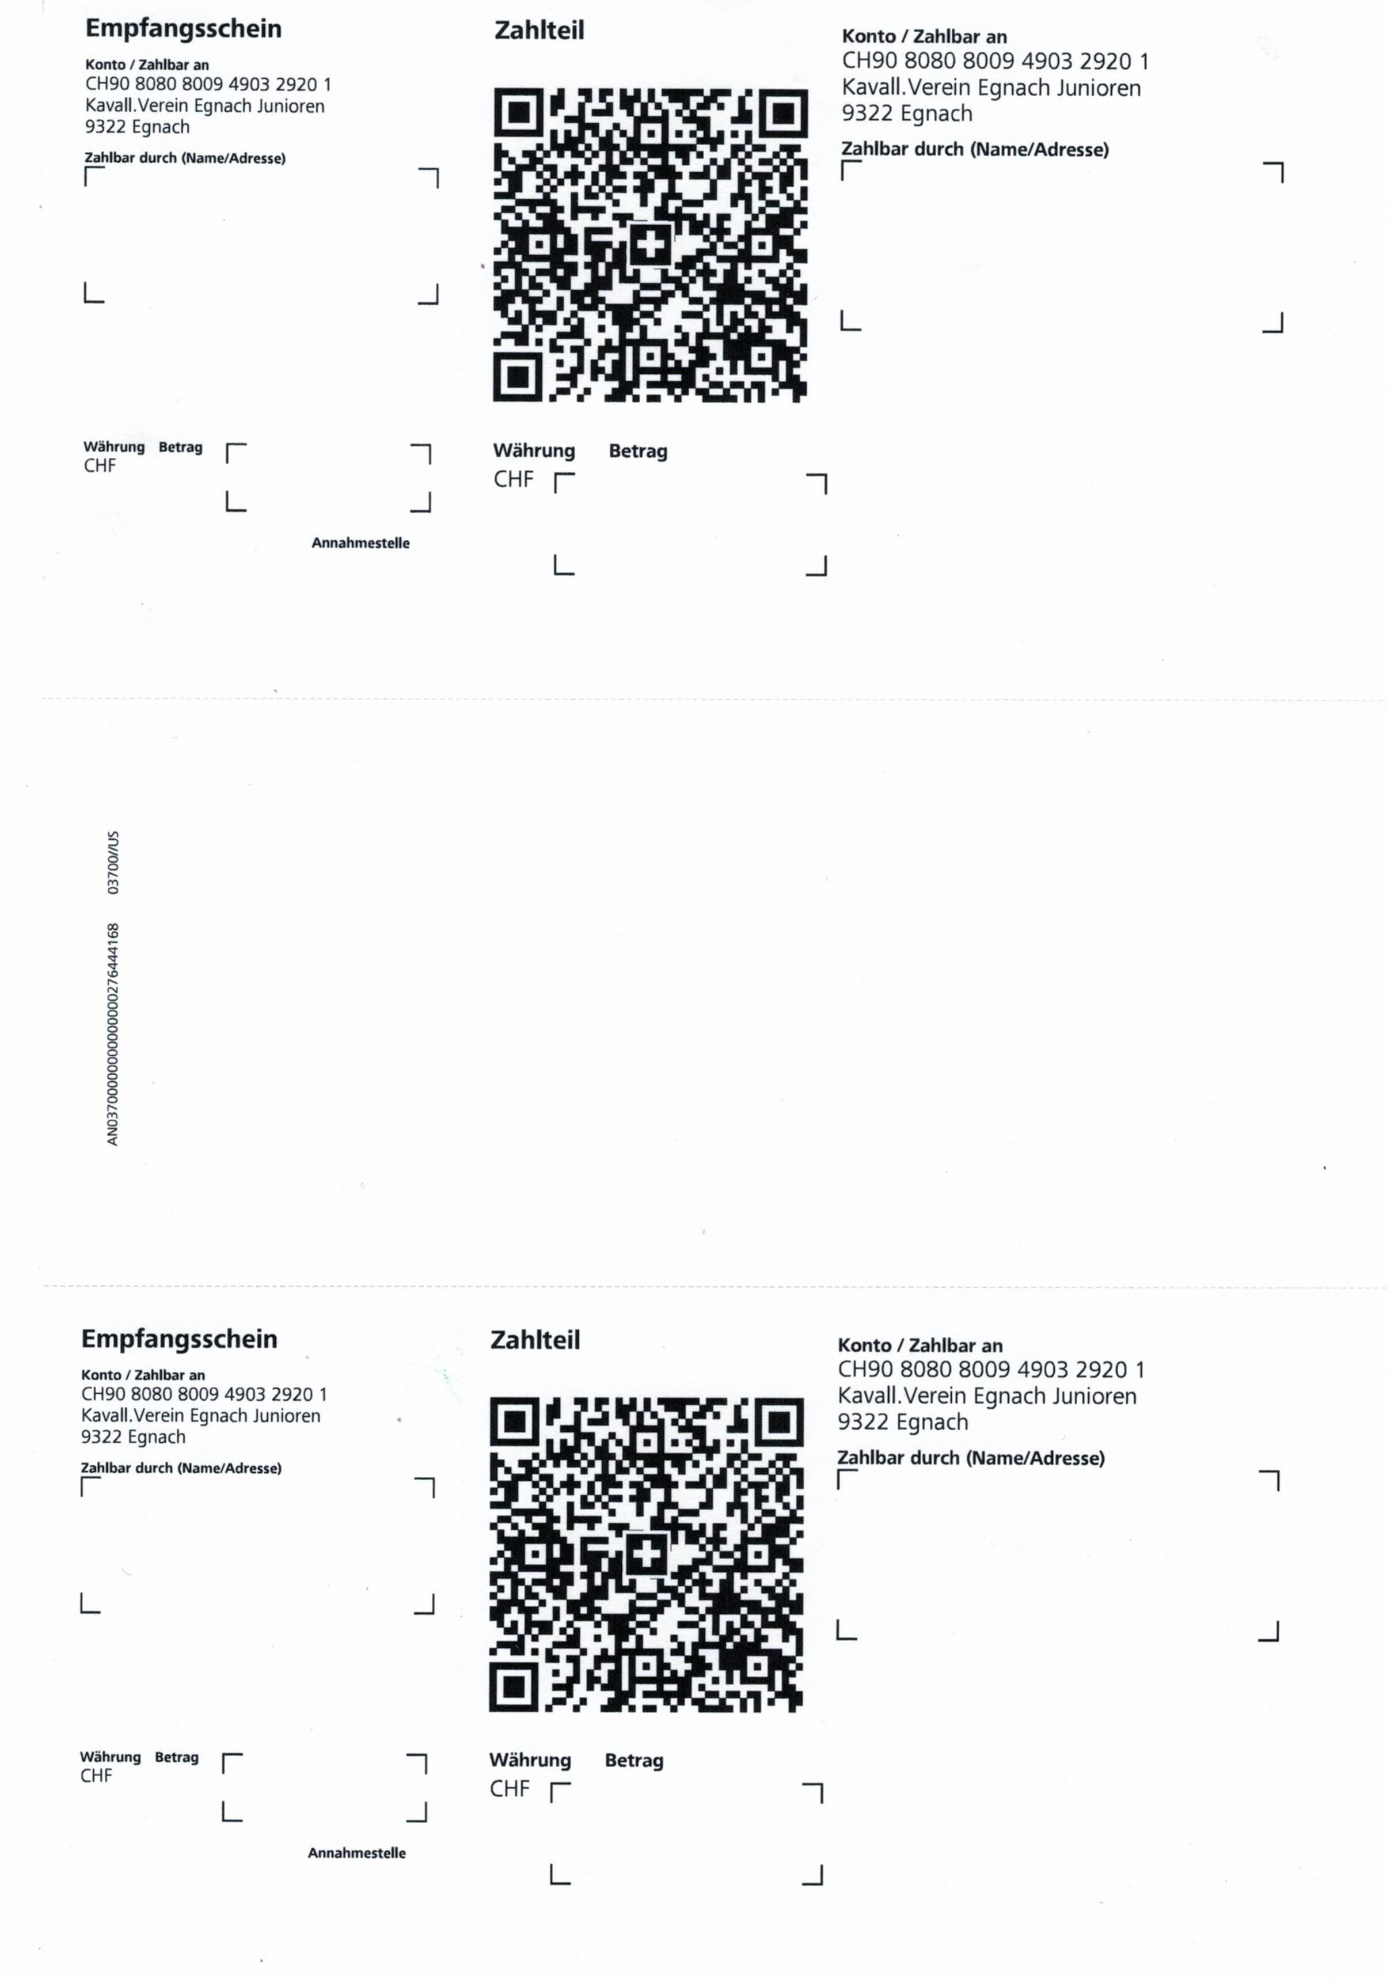 Empfangsschein
Konto / Zahlbar an
CH90 8080 8009 4903 2920 1
Kavall.Verein Egnach Junioren
9322 Egnach
Zahlbar durch (Name/Adresse)
Währung Betrag
CHF
Annahmestelle
Zahlteil
Währung Betrag
CHF
Konto / Zahlbar an
CH90 8080 8009 4903 2920 1
Kavall.Verein Egnach Junioren
9322 Egnach
Zahlbar durch (Name/Adresse)
03700//US
Empfangsschein
Konto / Zahlbar an
CH90 8080 8009 4903 2920 1
Kavall.Verein Egnach Junioren
9322 Egnach
Zahlbar durch (Name/Adresse)
Währung Betrag
CHF
Annahmestelle
Zahlteil
Währung Betrag
CHF
Konto / Zahlbar an
CH90 8080 8009 4903 2920 1
Kavall.Verein Egnach Junioren
9322 Egnach
Zahlbar durch (Name/Adresse)